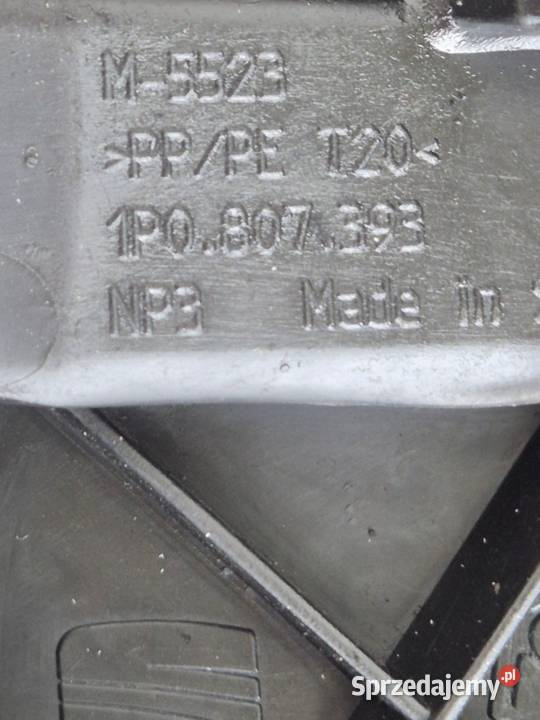 M-5523
>PP/PE T20<
1P0.807.393
NP3 Made in
Sprzedajemy.pl